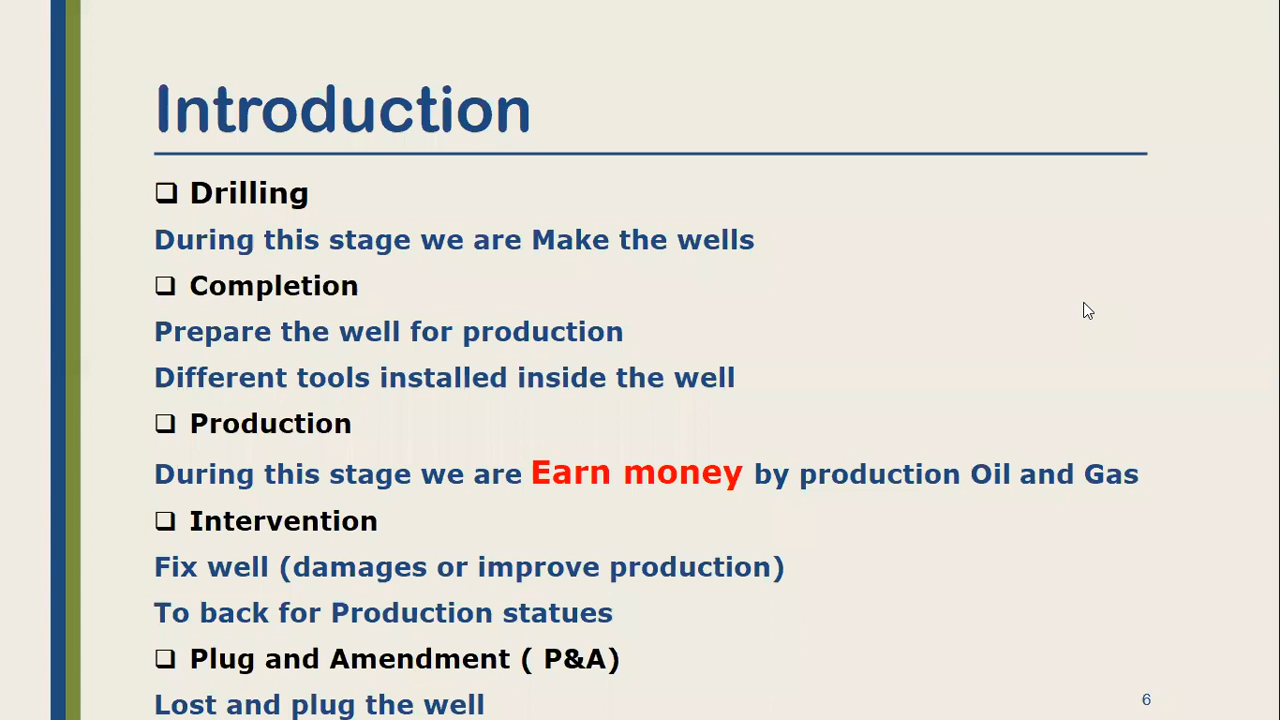 Introduction
❑ Drilling
During this stage we are Make the wells
❑ Completion
Prepare the well for production
Different tools installed inside the well
❑ Production
During this stage we are Earn money by production Oil and Gas
❑ Intervention
Fix well (damages or improve production)
To back for Production statues
❑ Plug and Amendment ( P&A)
Lost and plug the well
6